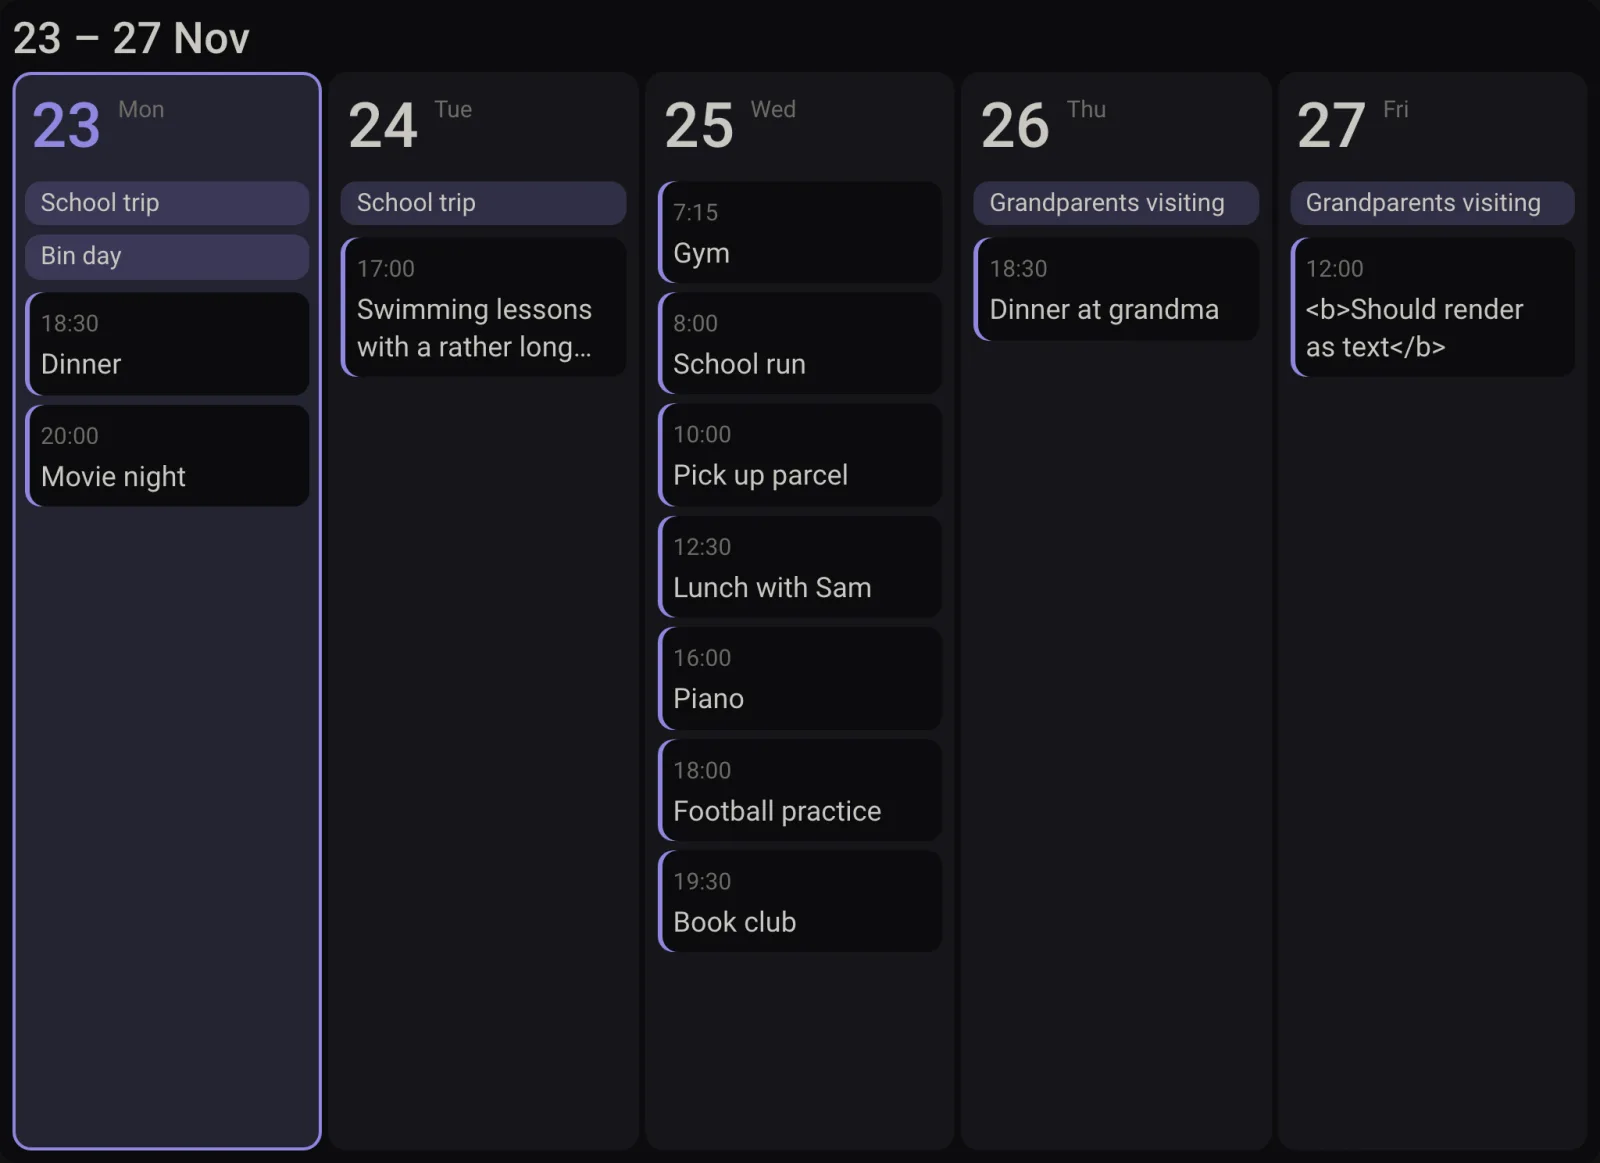 23 – 27 Nov
23 Mon
School trip
Bin day
18:30
Dinner
20:00
Movie night
24 Tue
School trip
17:00
Swimming lessons
with a rather long...
25 Wed
7:15
Gym
8:00
School run
10:00
Pick up parcel
12:30
Lunch with Sam
16:00
Piano
18:00
Football practice
19:30
Book club
26 Thu
Grandparents visiting
18:30
Dinner at grandma
27 Fri
Grandparents visiting
12:00
<b>Should render
as text</b>